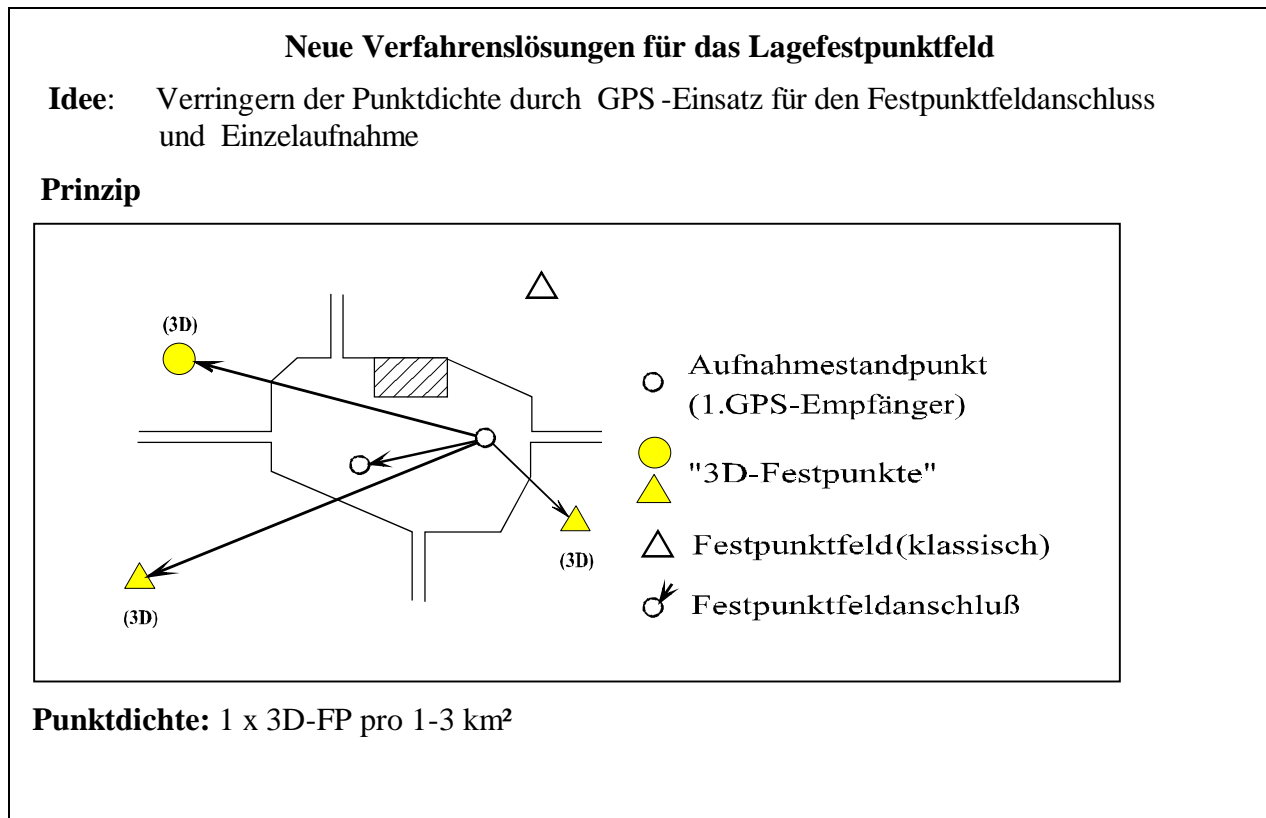 Neue Verfahrenslösungen für das Lagefestpunktfeld
Idee: Verringern der Punktdichte durch GPS-Einsatz für den Festpunktfeldanschluss
und Einzelaufnahme
Prinzip
(3D)
(3D)
(3D)
Aufnahmestandpunkt
(1.GPS-Empfänger)
"3D-Festpunkte"
Festpunktfeld(klassisch)
Festpunktfeldanschluß
Punktdichte: 1 x 3D-FP pro 1-3 km²